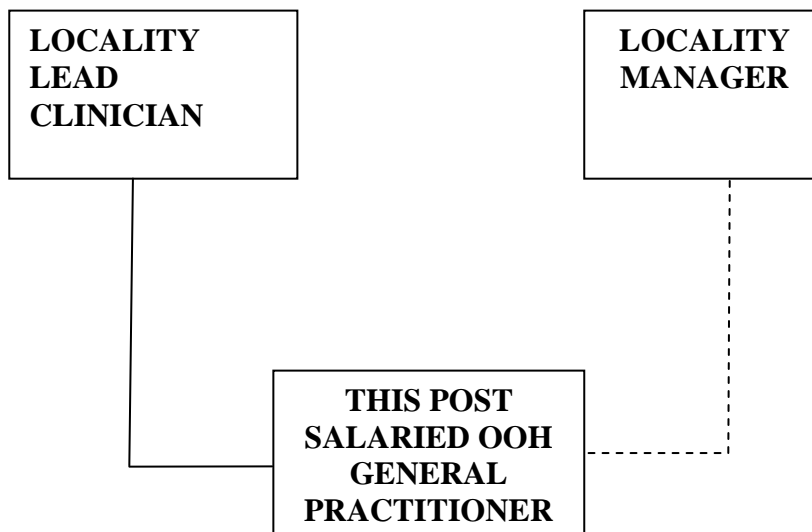 LOCALITY
LEAD
CLINICIAN
LOCALITY
MANAGER
THIS POST
SALARIED OOH
GENERAL
PRACTITIONER